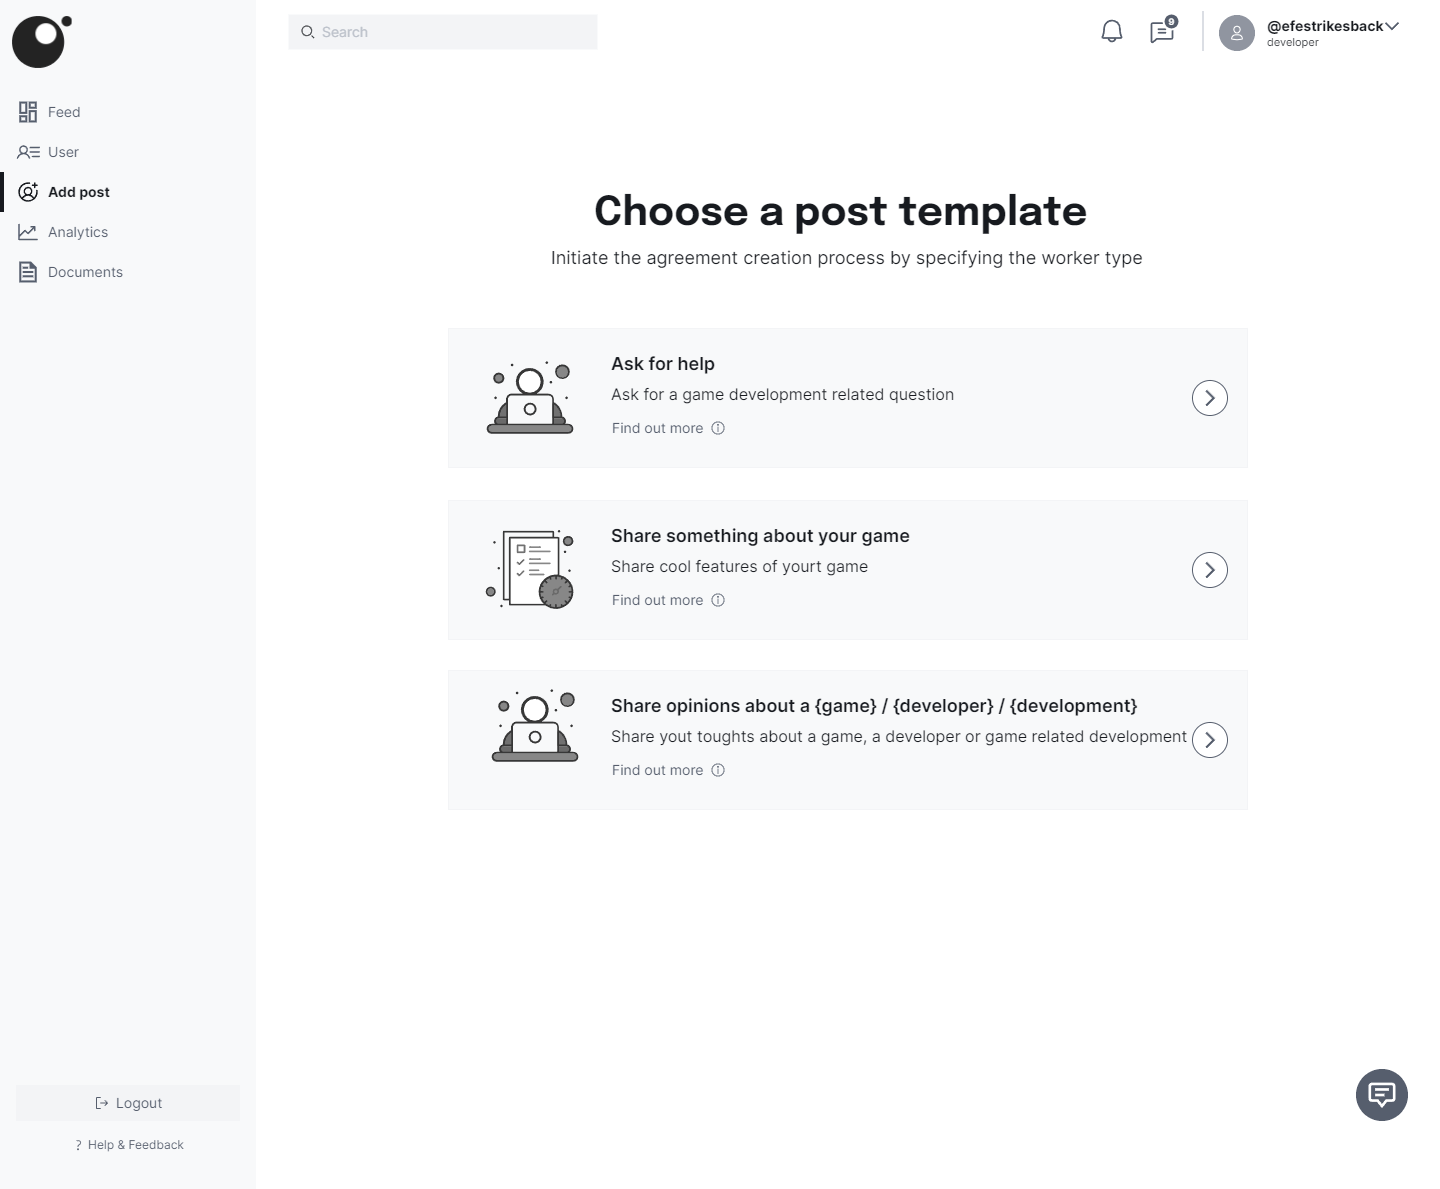 Search
9
@efestrikesback
developer
Feed
User
Add post
Analytics
Documents
Choose a post template
Initiate the agreement creation process by specifying the worker type
Ask for help
Ask for a game development related question
Find out more
Share something about your game
Share cool features of yourt game
Find out more
Share opinions about a {game} / {developer} / {development}
Share yout toughts about a game, a developer or game related development
Find out more
Logout
? Help & Feedback